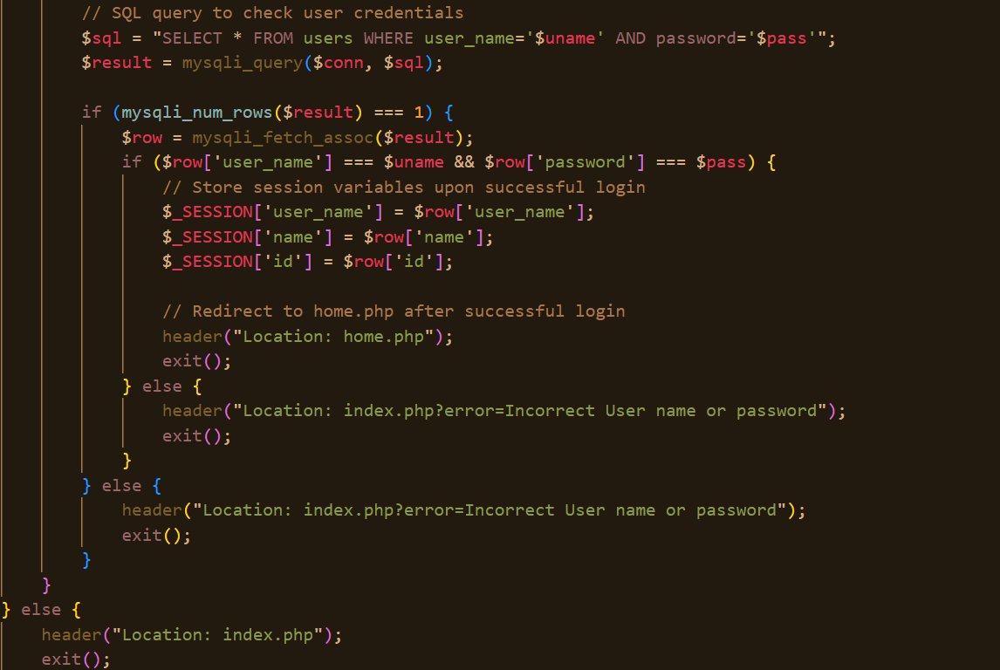 // SQL query to check user credentials
$sql = "SELECT * FROM users WHERE user_name='$uname' AND password='$pass'";
$result = mysqli_query($conn, $sql);
if (mysqli_num_rows($result) === 1) {
$row = mysqli_fetch_assoc($result);
if ($row['user_name'] === $uname && $row['password'] === $pass) {
// Store session variables upon successful login
$_SESSION['user_name'] = $row['user_name'];
$_SESSION['name'] = $row['name'];
$_SESSION['id'] = $row['id'];
// Redirect to home.php after successful login
header("Location: home.php");
exit();
} else {
header("Location: index.php?error=Incorrect User name or password");
exit();
}
} else {
header("Location: index.php?error=Incorrect User name or password");
exit();
}
}
} else {
header("Location: index.php");
exit();